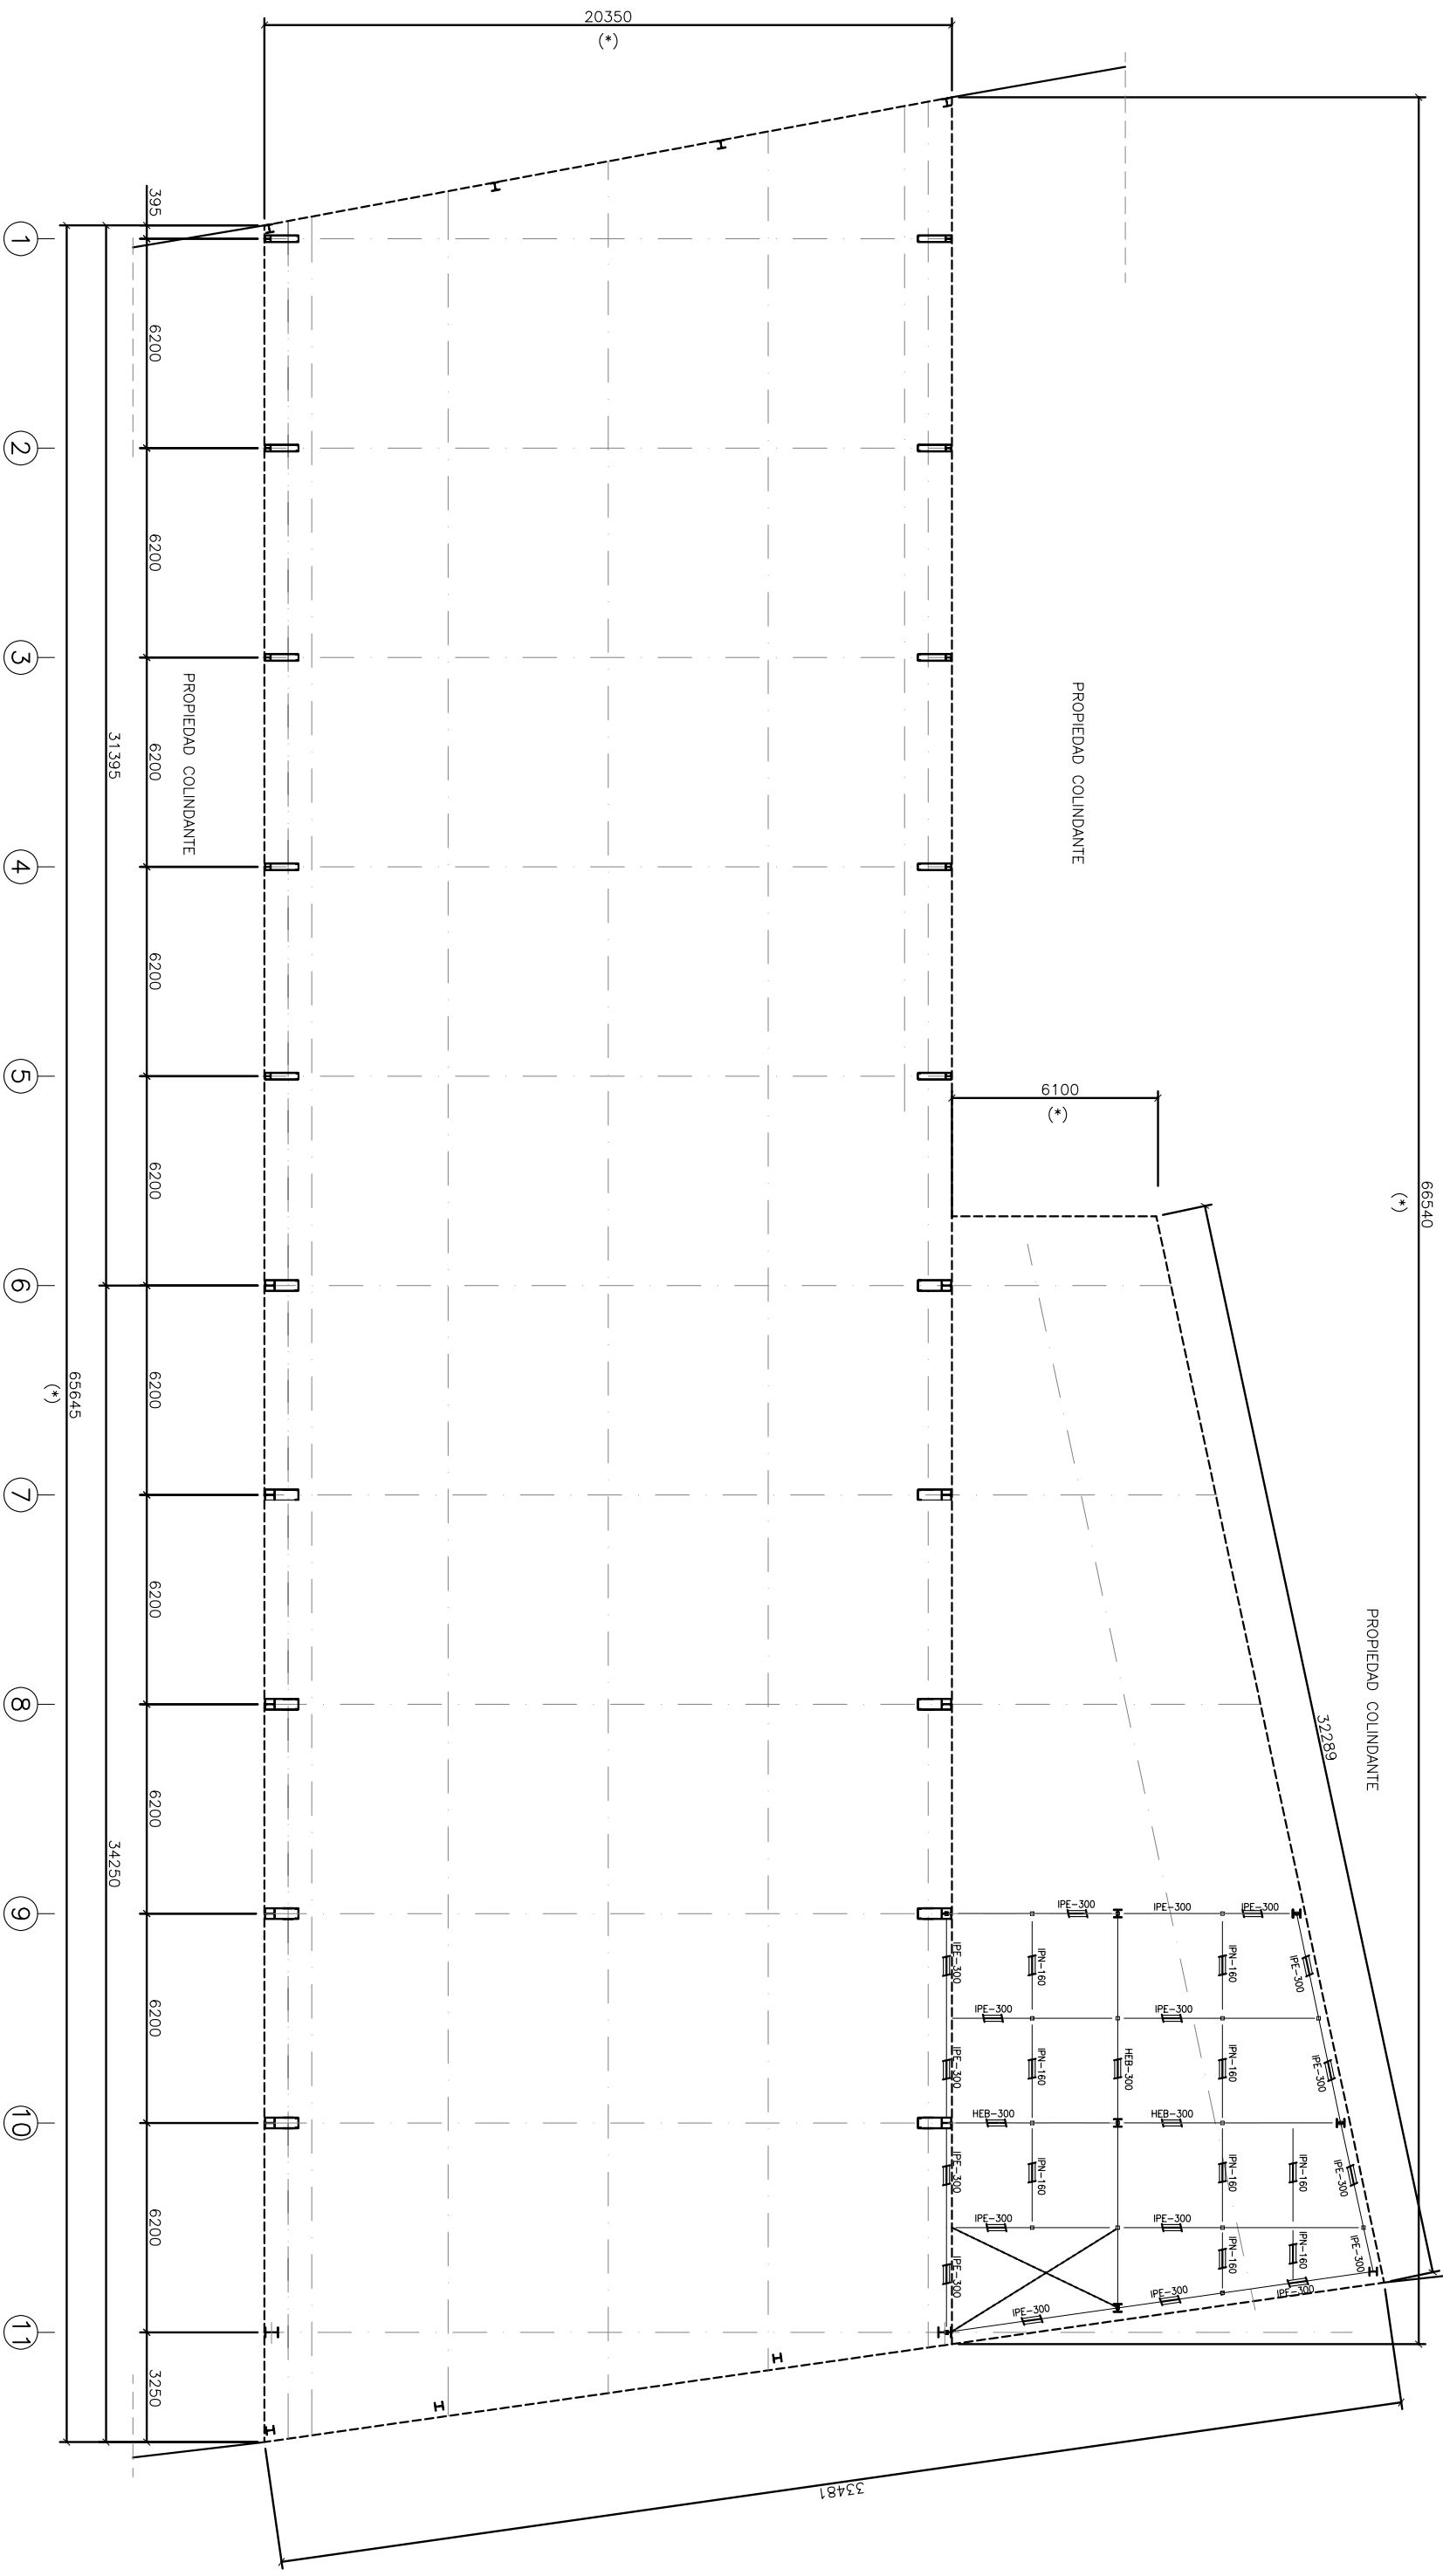 20350
(*)
66540
(*)
395
6200
6200
6200
6200
6200
6200
6200
6200
6200
6200
3250
31395
34250
65645
(*)
1
2
3
4
5
6
7
8
9
10
11
PROPIEDAD COLINDANTE
PROPIEDAD COLINDANTE
PROPIEDAD COLINDANTE
6100
(*)
32289
33481
IPE-300
IPE-300
IPE-300
IPE-300
IPN-160
IPN-160
IPE-300
IPE-300
IPE-300
IPE-300
IPN-160
HEB-300
IPN-160
IPE-300
HEB-300
HEB-300
IPE-300
IPN-160
IPN-160
IPN-160
IPE-300
IPE-300
IPE-300
IPE-300
IPN-160
IPN-160
IPE-300
IPE-300
IPE-300
IPE-300